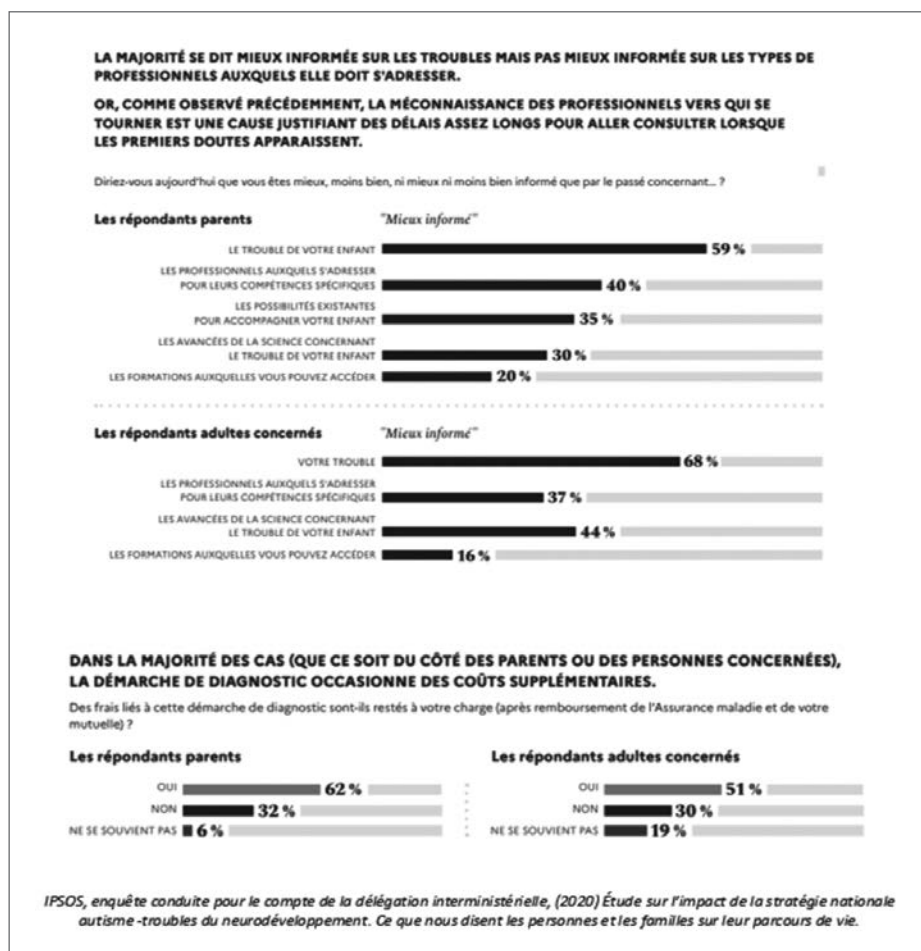 LA MAJORITÉ SE DIT MIEUX INFORMÉE SUR LES TROUBLES MAIS PAS MIEUX INFORMÉE SUR LES TYPES DE
PROFESSIONNELS AUXQUELS ELLE DOIT S'ADRESSER.
OR, COMME OBSERVÉ PRÉCÉDEMMENT, LA MÉCONNAISSANCE DES PROFESSIONNELS VERS QUI SE
TOURNER EST UNE CAUSE JUSTIFIANT DES DÉLAIS ASSEZ LONGS POUR ALLER CONSULTER LORSQUE
LES PREMIERS DOUTES APPARAISSENT.
Diriez-vous aujourd'hui que vous êtes mieux, moins bien, ni mieux ni moins bien informé que par le passé concernant... ?
Les répondants parents "Mieux informé"
LE TROUBLE DE VOTRE ENFANT 59 %
LES PROFESSIONNELS AUXQUELS S'ADRESSER
POUR LEURS COMPÉTENCES SPÉCIFIQUES 40 %
LES POSSIBILITÉS EXISTANTES
POUR ACCOMPAGNER VOTRE ENFANT 35 %
LES AVANCÉES DE LA SCIENCE CONCERNANT
LE TROUBLE DE VOTRE ENFANT 30 %
LES FORMATIONS AUXQUELLES VOUS POUVEZ ACCÉDER 20 %
Les répondants adultes concernés "Mieux informé"
VOTRE TROUBLE 68 %
LES PROFESSIONNELS AUXQUELS S'ADRESSER
POUR LEURS COMPÉTENCES SPÉCIFIQUES 37 %
LES AVANCÉES DE LA SCIENCE CONCERNANT
LE TROUBLE DE VOTRE ENFANT 44 %
LES FORMATIONS AUXQUELLES VOUS POUVEZ ACCÉDER 16 %
DANS LA MAJORITÉ DES CAS (QUE CE SOIT DU CÔTÉ DES PARENTS OU DES PERSONNES CONCERNÉES),
LA DÉMARCHE DE DIAGNOSTIC OCCASIONNE DES COÛTS SUPPLÉMENTAIRES.
Des frais liés à cette démarche de diagnostic sont-ils restés à votre charge (après remboursement de l'Assurance maladie et de votre
mutuelle) ?
Les répondants parents
OUI 62 %
NON 32 %
NE SE SOUVIENT PAS 6 %
Les répondants adultes concernés
OUI 51 %
NON 30 %
NE SE SOUVIENT PAS 19 %
IPSOS, enquête conduite pour le compte de la délégation interministérielle, (2020) Étude sur l'impact de la stratégie nationale
autisme -troubles du neurodéveloppement. Ce que nous disent les personnes et les familles sur leur parcours de vie.